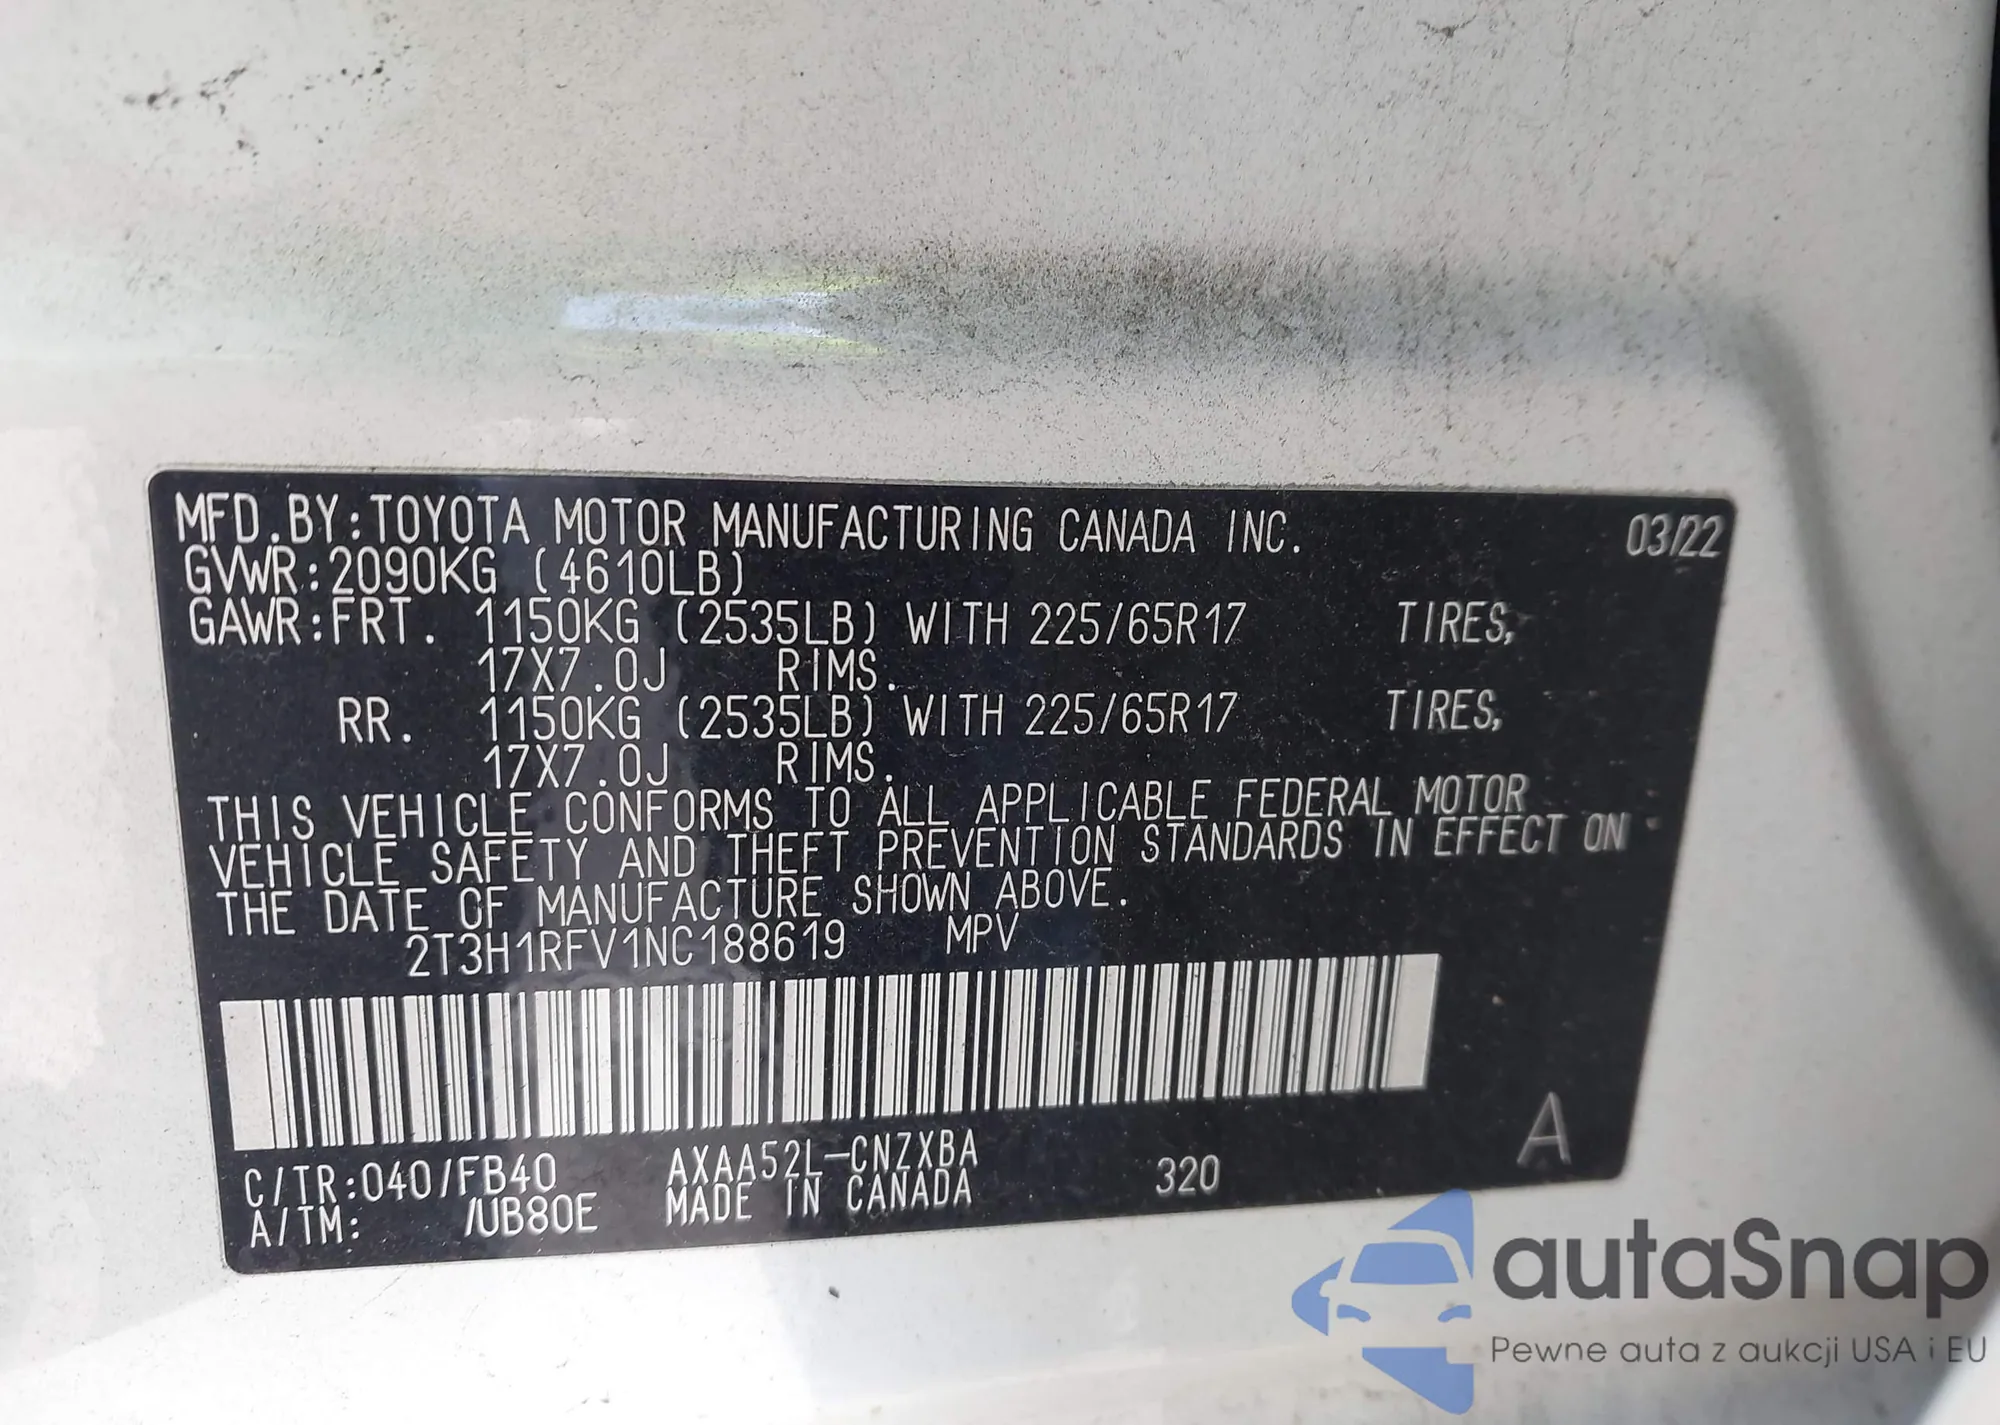 MFD.BY:TOYOTA MOTOR MANUFACTURING CANADA INC. 03/22
GVWR:2090KG (4610LB)
GAWR:FRT. 1150KG (2535LB) WITH 225/65R17 TIRES,
17X7.0J RIMS.
RR. 1150KG (2535LB) WITH 225/65R17 TIRES,
17X7.0J RIMS.
THIS VEHICLE CONFORMS TO ALL APPLICABLE FEDERAL MOTOR
VEHICLE SAFETY AND THEFT PREVENTION STANDARDS IN EFFECT ON
THE DATE OF MANUFACTURE SHOWN ABOVE.
2T3H1RFV1NC188619 MPV
C/TR:040/FB40 AXAA52L-CNZXBA 320 A
A/TM: /UB80E MADE IN CANADA
autaSnap
Pewne auta z aukcji USA i EU